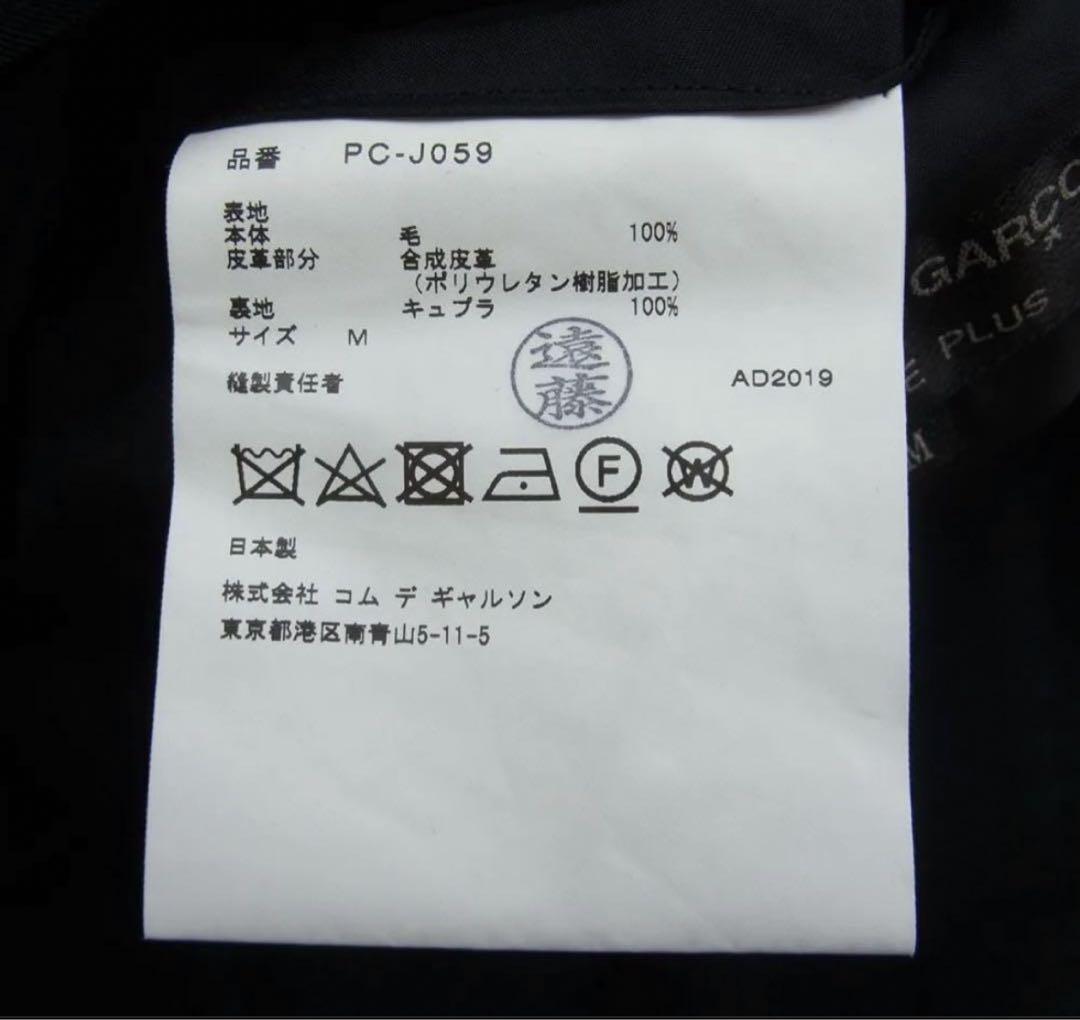 品番 PC-J059
表地
本体 毛 100%
皮革部分 合成皮革
(ポリウレタン樹脂加工)
裏地 キュプラ 100%
サイズ M
縫製責任者 遠藤 AD2019
F W
日本製
株式会社 コム デ ギャルソン
東京都港区南青山5-11-5
GARCO
E PLUS
M